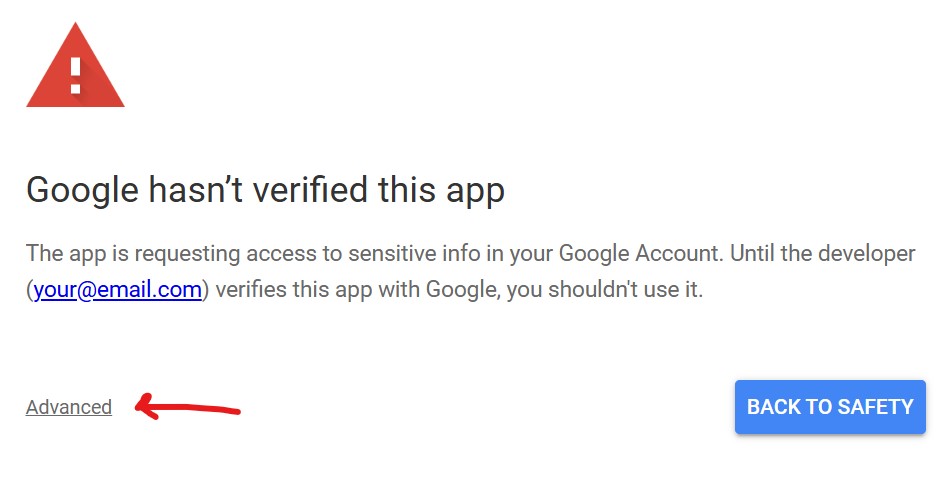 Google hasn’t verified this app
The app is requesting access to sensitive info in your Google Account. Until the developer
(your@email.com) verifies this app with Google, you shouldn't use it.
Advanced
BACK TO SAFETY